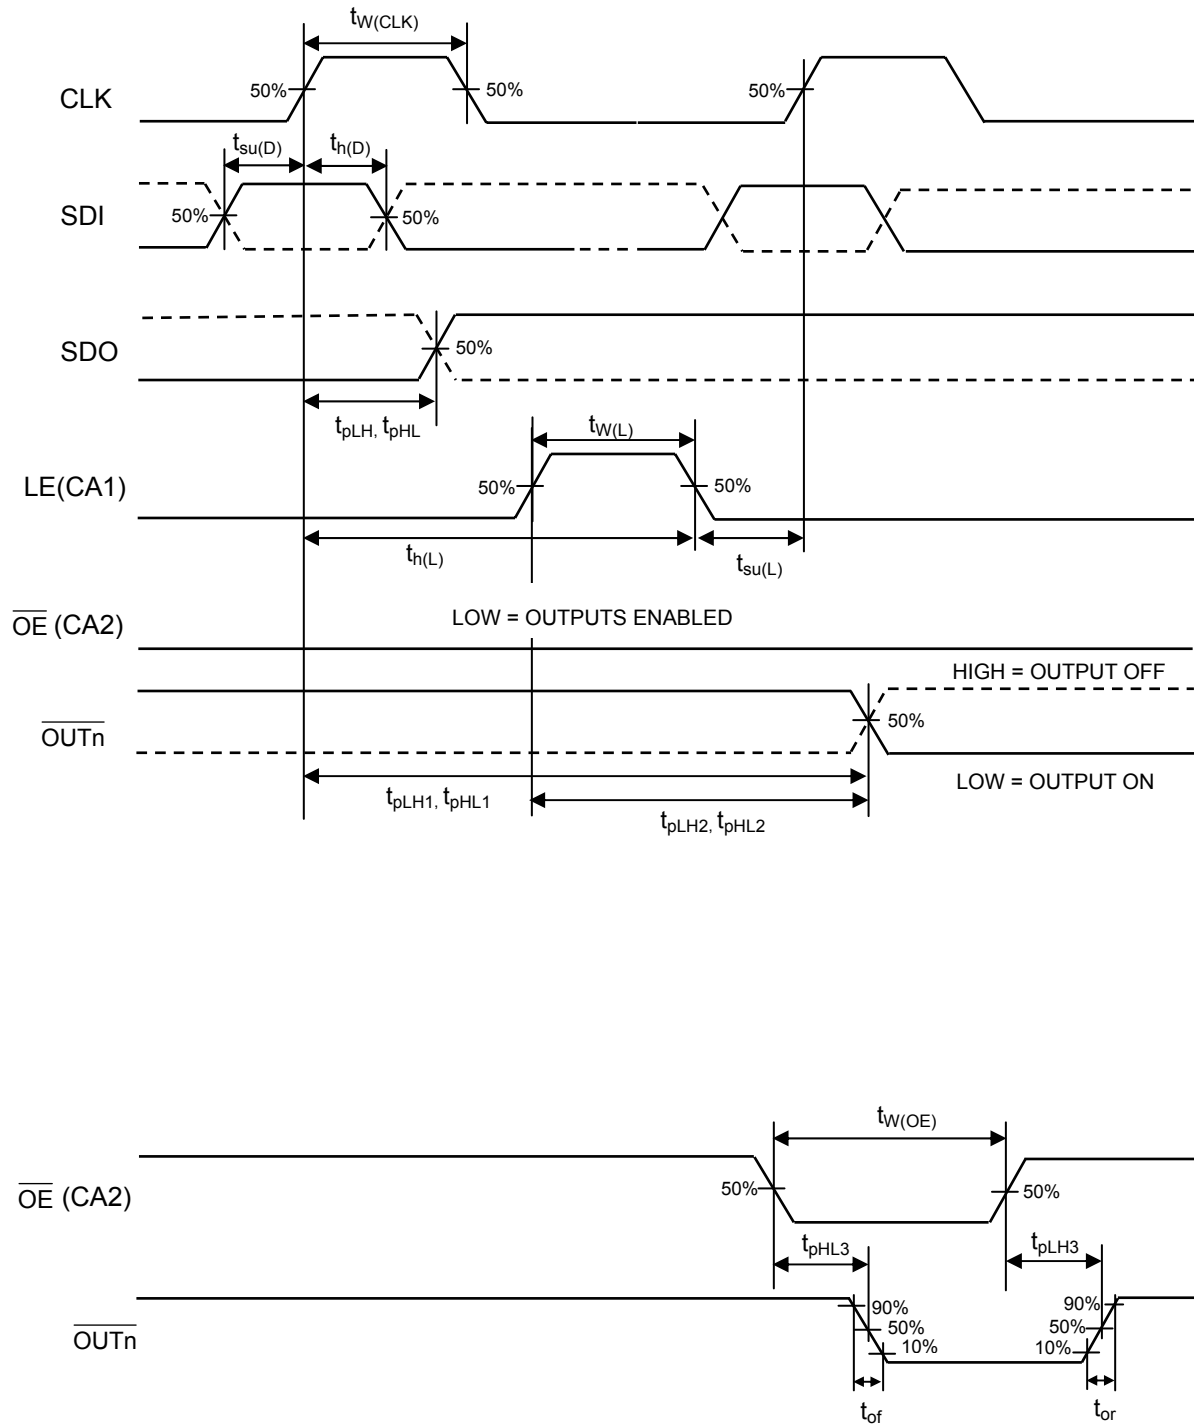 tW(CLK)
CLK
50%
50%
50%
tsu(D)
th(D)
SDI
50%
50%
SDO
50%
tpLH, tpHL
tW(L)
LE(CA1)
50%
50%
th(L)
tsu(L)
OE (CA2)
LOW = OUTPUTS ENABLED
HIGH = OUTPUT OFF
OUTn
50%
LOW = OUTPUT ON
tpLH1, tpHL1
tpLH2, tpHL2
tW(OE)
OE (CA2)
50%
50%
tpHL3
tpLH3
OUTn
90%
50%
10%
90%
50%
10%
tof
tor